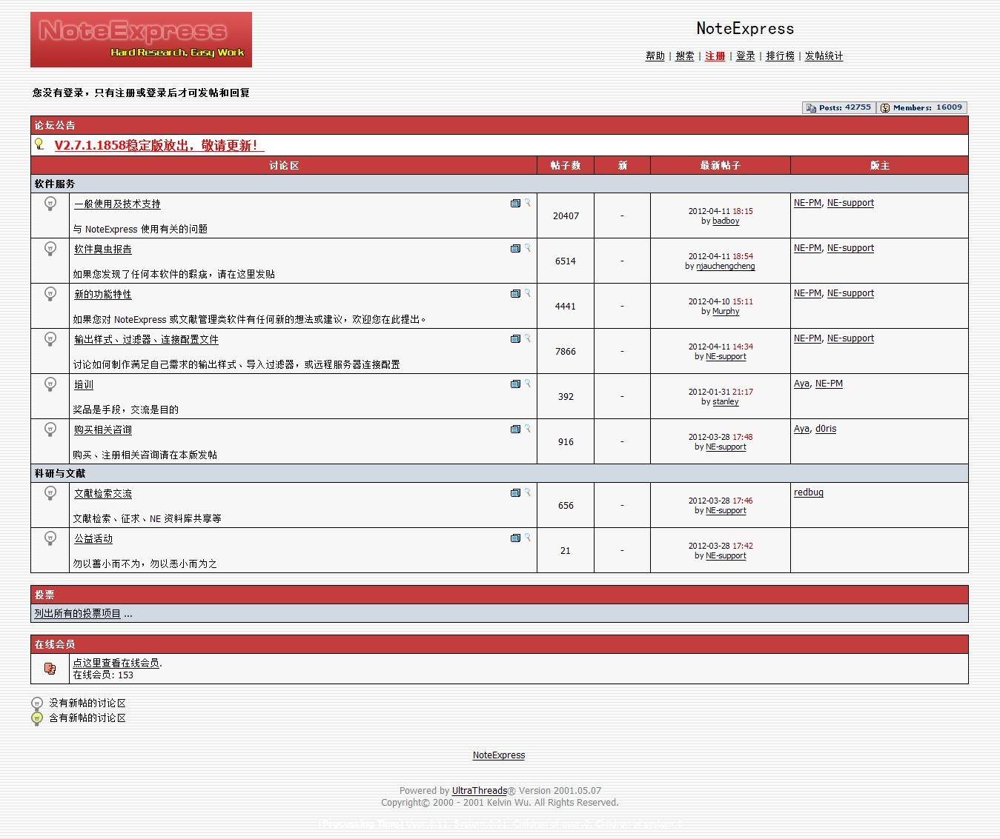 NoteExpress
Hard Research, Easy Work
NoteExpress
帮助 | 搜索 | 注册 | 登录 | 排行榜 | 发帖统计
您没有登录，只有注册或登录后才可发帖和回复
Posts: 42755 Members: 16009
论坛公告
V2.7.1.1858稳定版放出，敬请更新！
讨论区 帖子数 新 最新帖子 版主
软件服务
一般使用及技术支持
与 NoteExpress 使用有关的问题
20407 -
2012-04-11 18:15
by badboy
NE-PM, NE-support
软件臭虫报告
如果您发现了任何本软件的瑕疵，请在这里发贴
6514 -
2012-04-11 18:54
by njauchengcheng
NE-PM, NE-support
新的功能特性
如果您对 NoteExpress 或文献管理类软件有任何新的想法或建议，欢迎您在此提出。
4441 -
2012-04-10 15:11
by Murphy
NE-PM, NE-support
输出样式、过滤器、连接配置文件
讨论如何制作满足自己需求的输出样式、导入过滤器，或远程服务器连接配置
7866 -
2012-04-11 14:34
by NE-support
NE-PM, NE-support
培训
奖品是手段，交流是目的
392 -
2012-01-31 21:17
by stanley
Aya, NE-PM
购买相关咨询
购买、注册相关咨询请在本版发帖
916 -
2012-03-28 17:48
by NE-support
Aya, d0ris
科研与文献
文献检索交流
文献检索、征求、NE 资料库共享等
656 -
2012-03-28 17:46
by NE-support
redbug
公益活动
勿以善小而不为，勿以恶小而为之
21 -
2012-03-28 17:42
by NE-support
投票
列出所有的投票项目 ...
在线会员
点这里查看在线会员.
在线会员: 153
没有新帖的讨论区
含有新帖的讨论区
NoteExpress
Powered by UltraThreads® Version 2001.05.07
Copyright© 2000 - 2001 Kelvin Wu. All Rights Reserved.